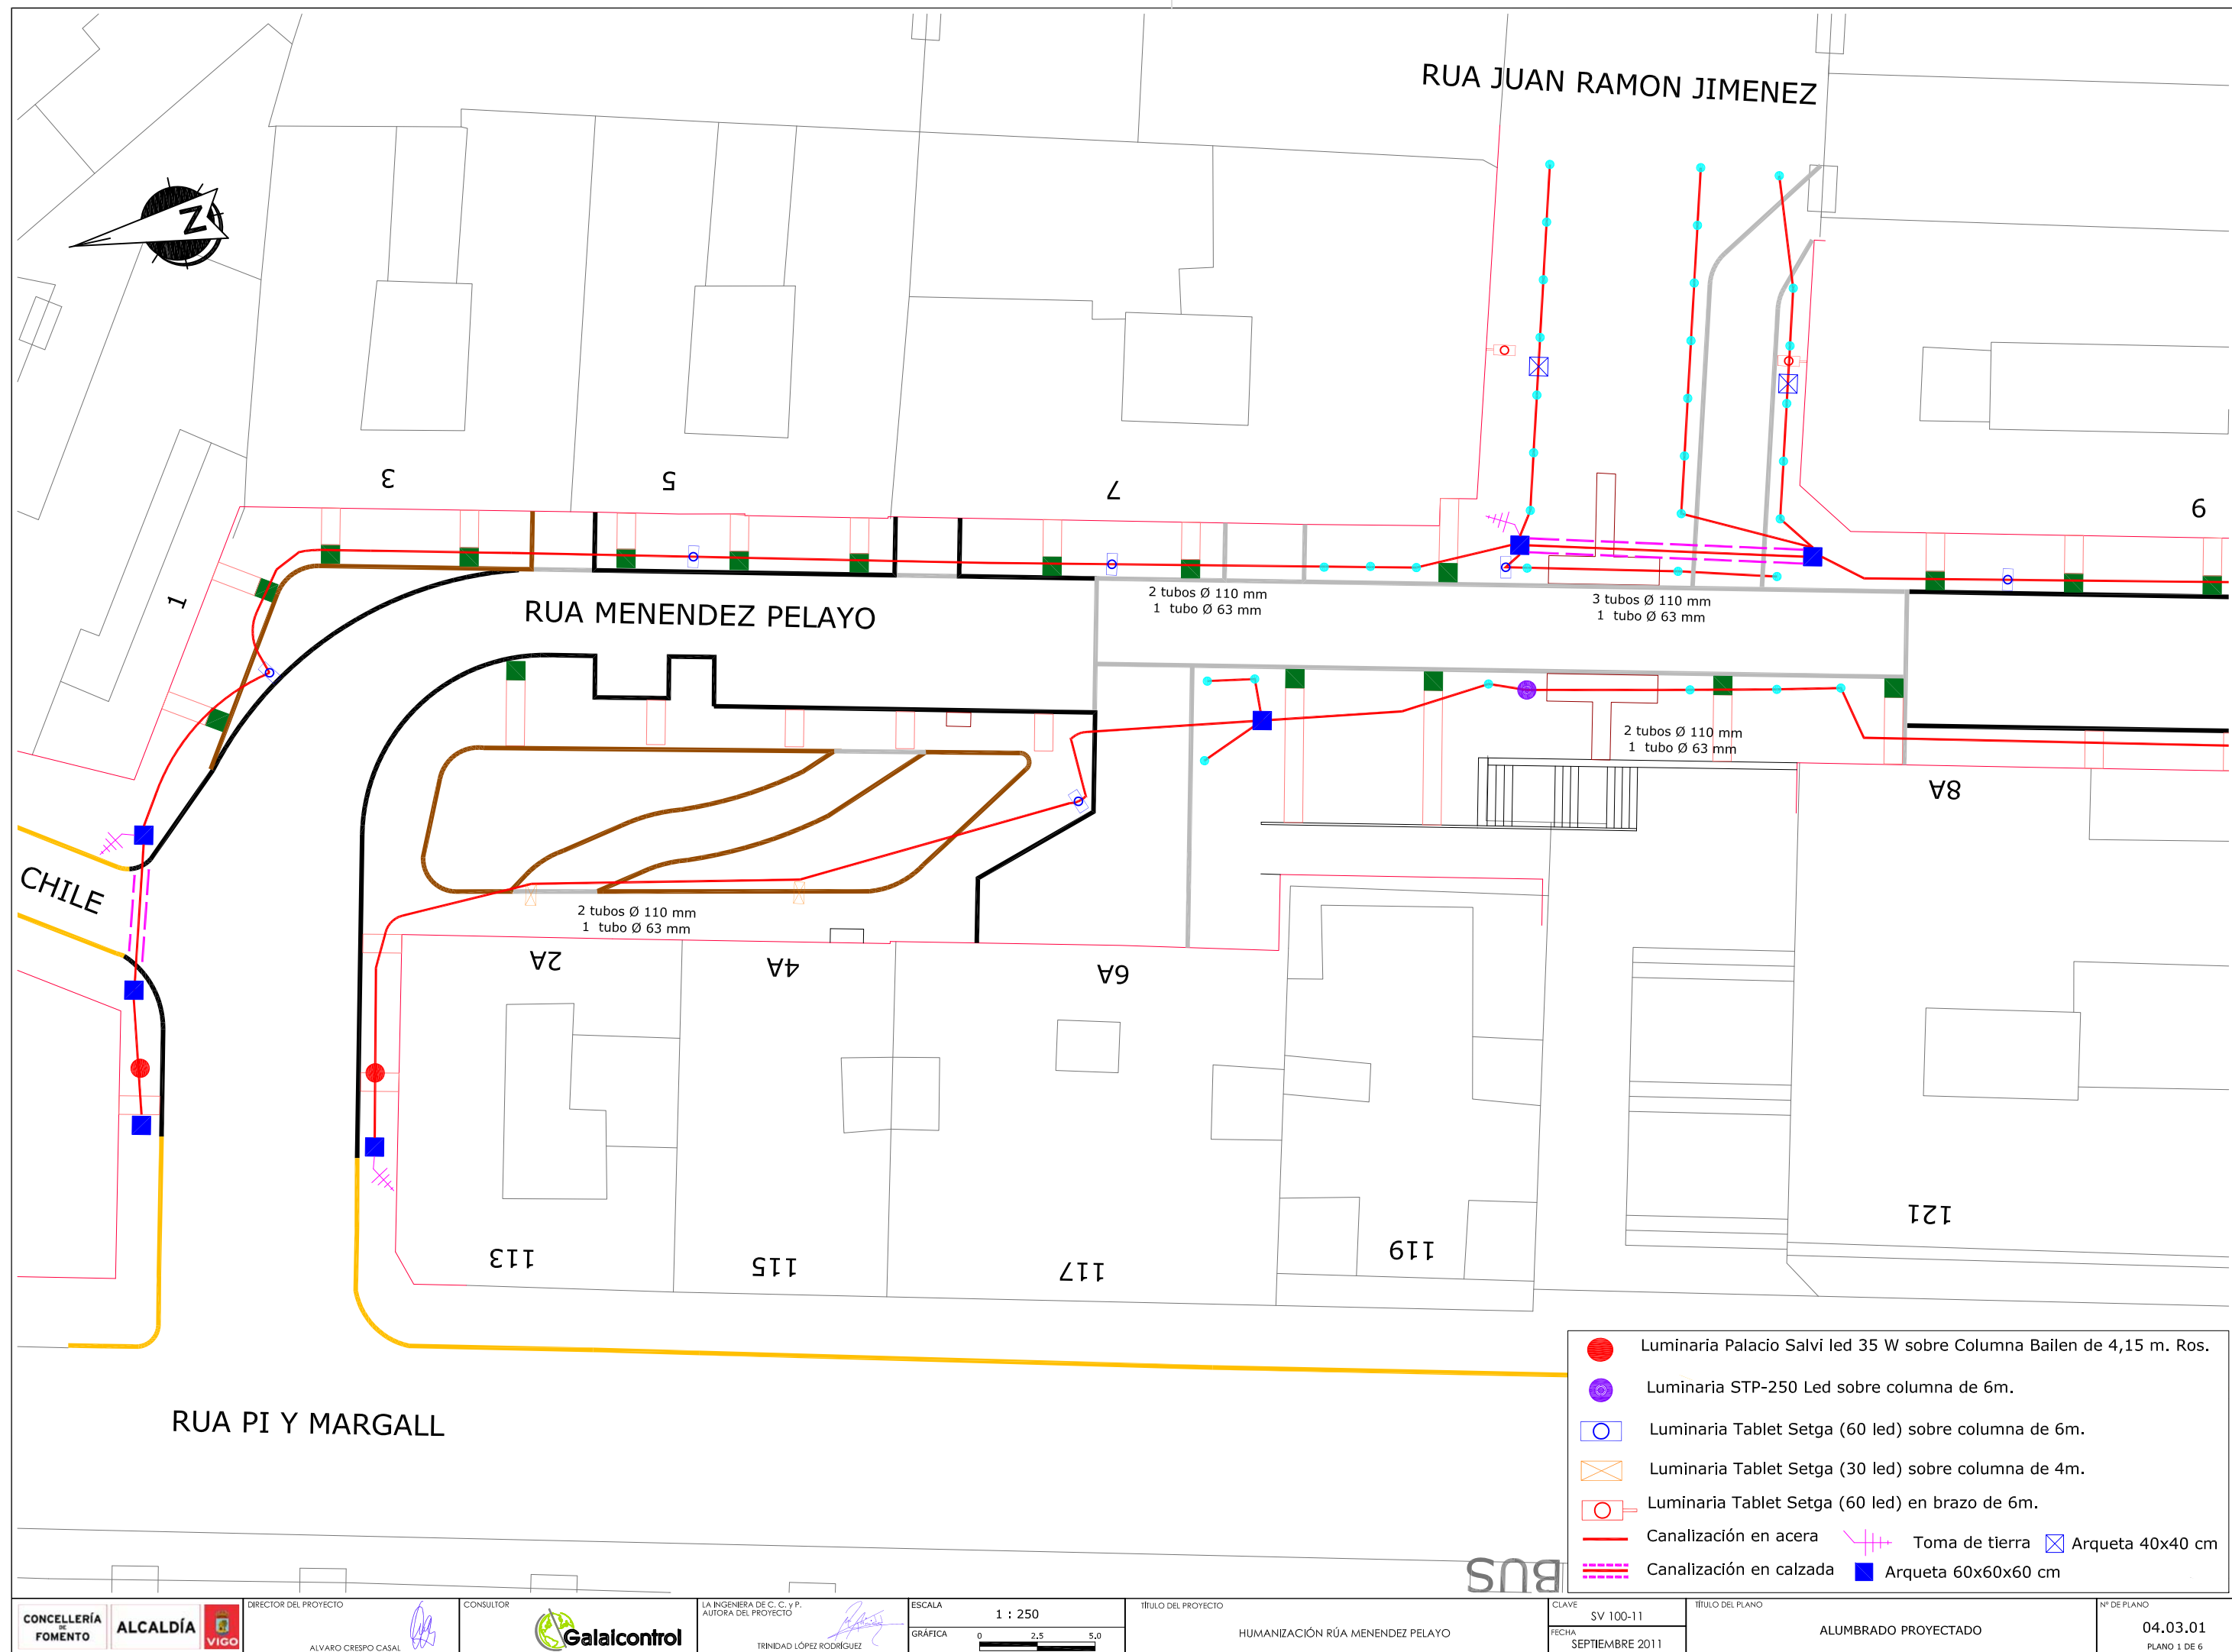 RUA JUAN RAMON JIMENEZ
N
3
5
7
9
1
RUA MENENDEZ PELAYO
2 tubos Ø 110 mm
1 tubo Ø 63 mm
3 tubos Ø 110 mm
1 tubo Ø 63 mm
2 tubos Ø 110 mm
1 tubo Ø 63 mm
8A
CHILE
2 tubos Ø 110 mm
1 tubo Ø 63 mm
2A
4A
6A
113
115
117
119
121
RUA PI Y MARGALL
BUS
Luminaria Palacio Salvi led 35 W sobre Columna Bailen de 4,15 m. Ros.
Luminaria STP-250 Led sobre columna de 6m.
Luminaria Tablet Setga (60 led) sobre columna de 6m.
Luminaria Tablet Setga (30 led) sobre columna de 4m.
Luminaria Tablet Setga (60 led) en brazo de 6m.
Canalización en acera
Toma de tierra
Arqueta 40x40 cm
Canalización en calzada
Arqueta 60x60x60 cm
CONCELLERÍA
DE
FOMENTO
ALCALDÍA
VIGO
DIRECTOR DEL PROYECTO
ALVARO CRESPO CASAL
CONSULTOR
Galaicontrol
LA INGENIERA DE C. C. y P.
AUTORA DEL PROYECTO
TRINIDAD LÓPEZ RODRÍGUEZ
ESCALA
1 : 250
GRÁFICA
0 2.5 5.0
TÍTULO DEL PROYECTO
HUMANIZACIÓN RÚA MENENDEZ PELAYO
CLAVE
SV 100-11
FECHA
SEPTIEMBRE 2011
TÍTULO DEL PLANO
ALUMBRADO PROYECTADO
Nº DE PLANO
04.03.01
PLANO 1 DE 6